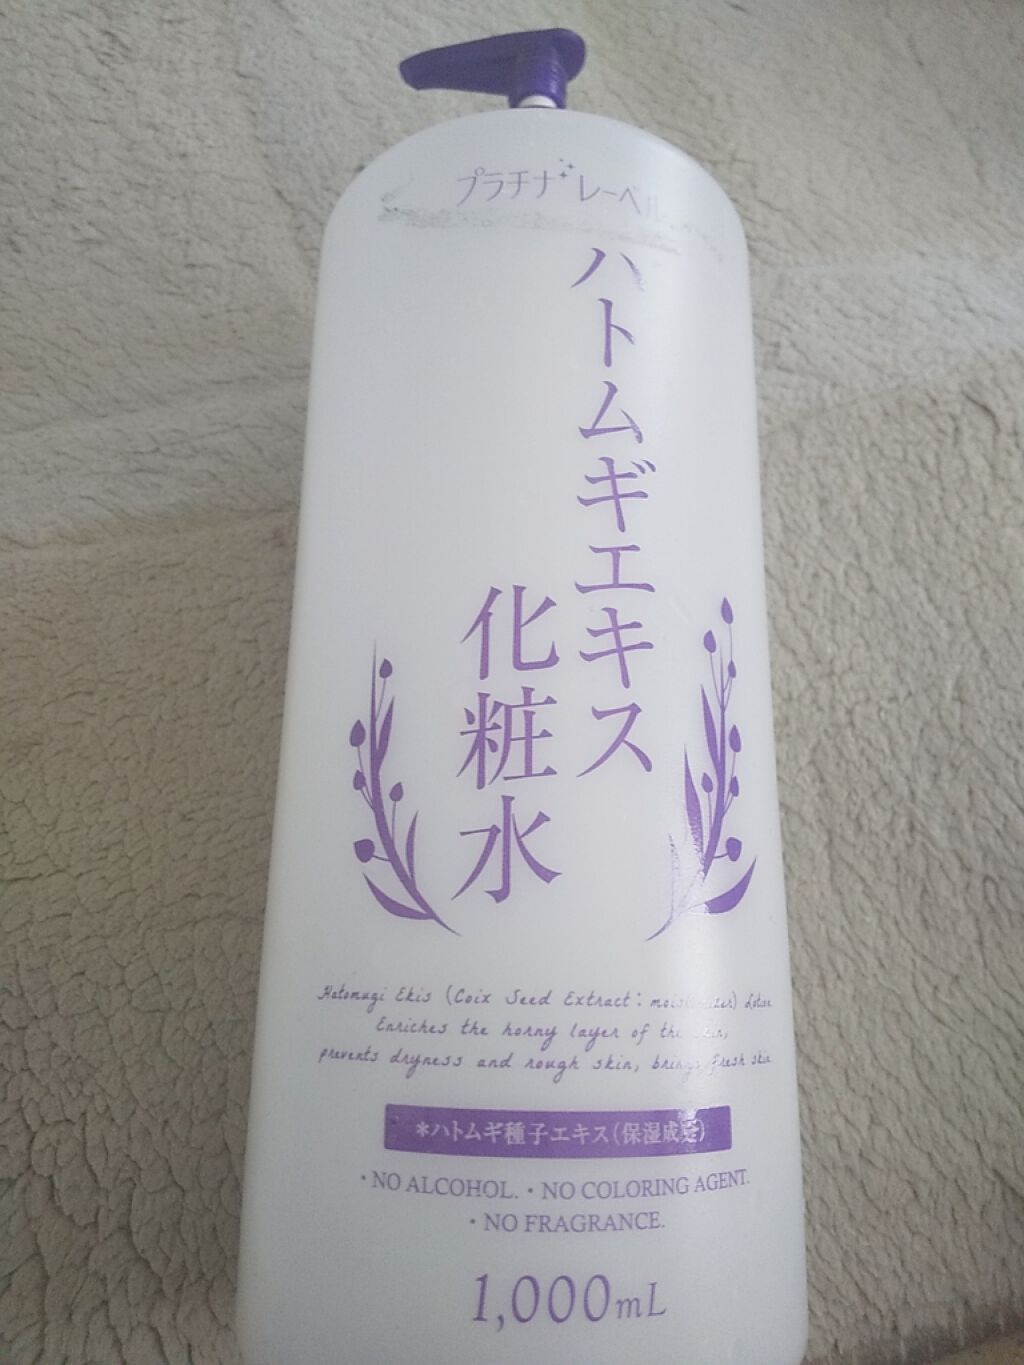 プラチナレーベル
ハトムギエキス
化粧水
Hatomugi Ekis (Coix Seed Extract: moisturizer) Lotion
Enriches the horny layer of the skin,
prevents dryness and rough skin, brings fresh skin.
*ハトムギ種子エキス(保湿成分)
・NO ALCOHOL.・NO COLORING AGENT.
・NO FRAGRANCE.
1,000mL